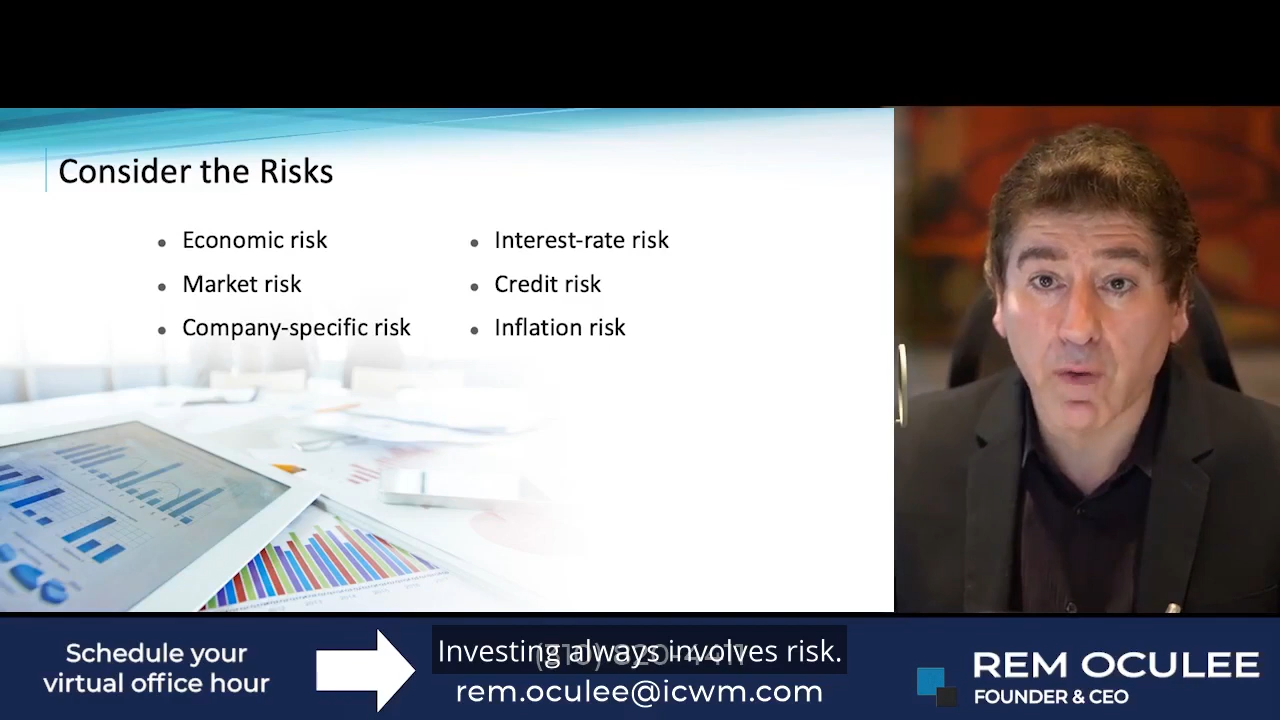 Consider the Risks
Economic risk
Market risk
Company-specific risk
Interest-rate risk
Credit risk
Inflation risk
Schedule your
virtual office hour
Investing always involves risk.
rem.oculee@icwm.com
REM OCULEE
FOUNDER & CEO